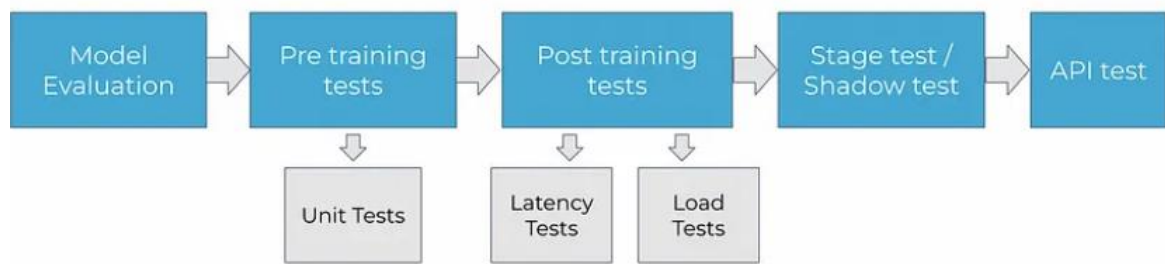 Model
Evaluation
Pre training
tests
Post training
tests
Stage test /
Shadow test
API test
Unit Tests
Latency
Tests
Load
Tests